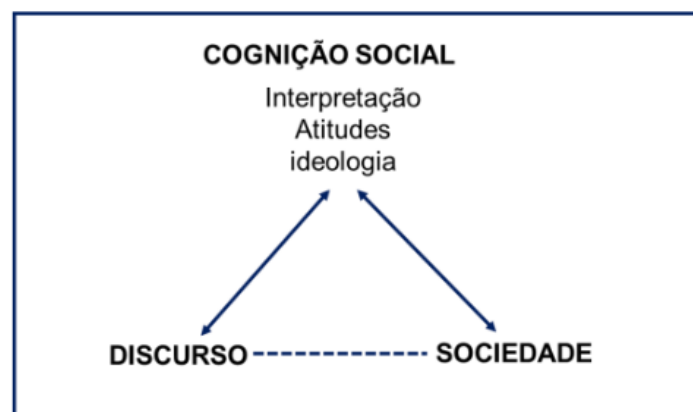 COGNIÇÃO SOCIAL
Interpretação
Atitudes
ideologia
DISCURSO
SOCIEDADE